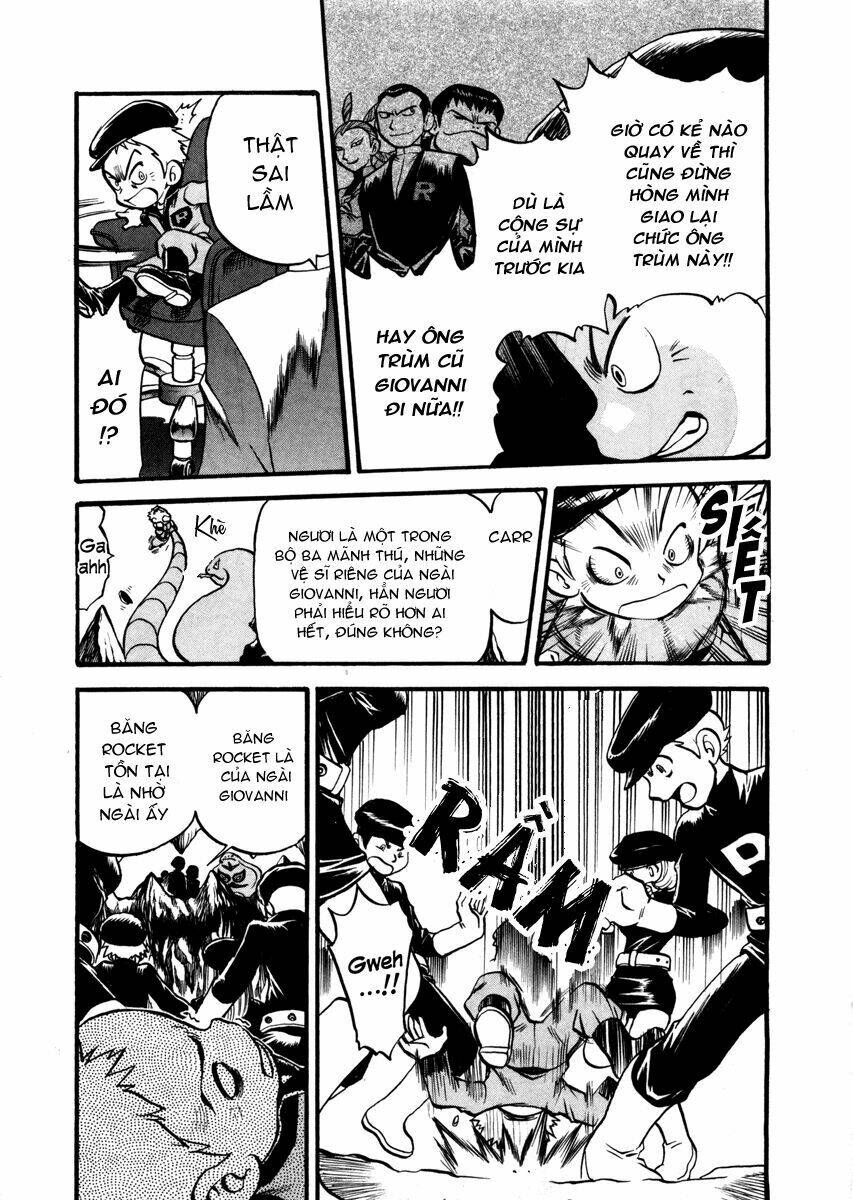 GIỜ CÓ KẺ NÀO
QUAY VỀ THÌ
CŨNG ĐỪNG
HÒNG MÌNH
GIAO LẠI
CHỨC ÔNG
TRÙM NÀY!!
DÙ LÀ
CỘNG SỰ
CỦA MÌNH
TRƯỚC KIA
R
HAY ÔNG
TRÙM CŨ
GIOVANNI
ĐI NỮA!!
THẬT
SAI
LẦM
R
AI
ĐÓ
!?
SIẾT
CARR
NGƯƠI LÀ MỘT TRONG
BỘ BA MÃNH THÚ, NHỮNG
VỆ SĨ RIÊNG CỦA NGÀI
GIOVANNI, HẲN NGƯƠI
PHẢI HIỂU RÕ HƠN AI
HẾT, ĐÚNG KHÔNG?
Khè
Ga
ahh
RẦM
R
Gweh
...!!
BĂNG
ROCKET LÀ
CỦA NGÀI
GIOVANNI
BĂNG
ROCKET
TỒN TẠI
LÀ NHỜ
NGÀI ẤY